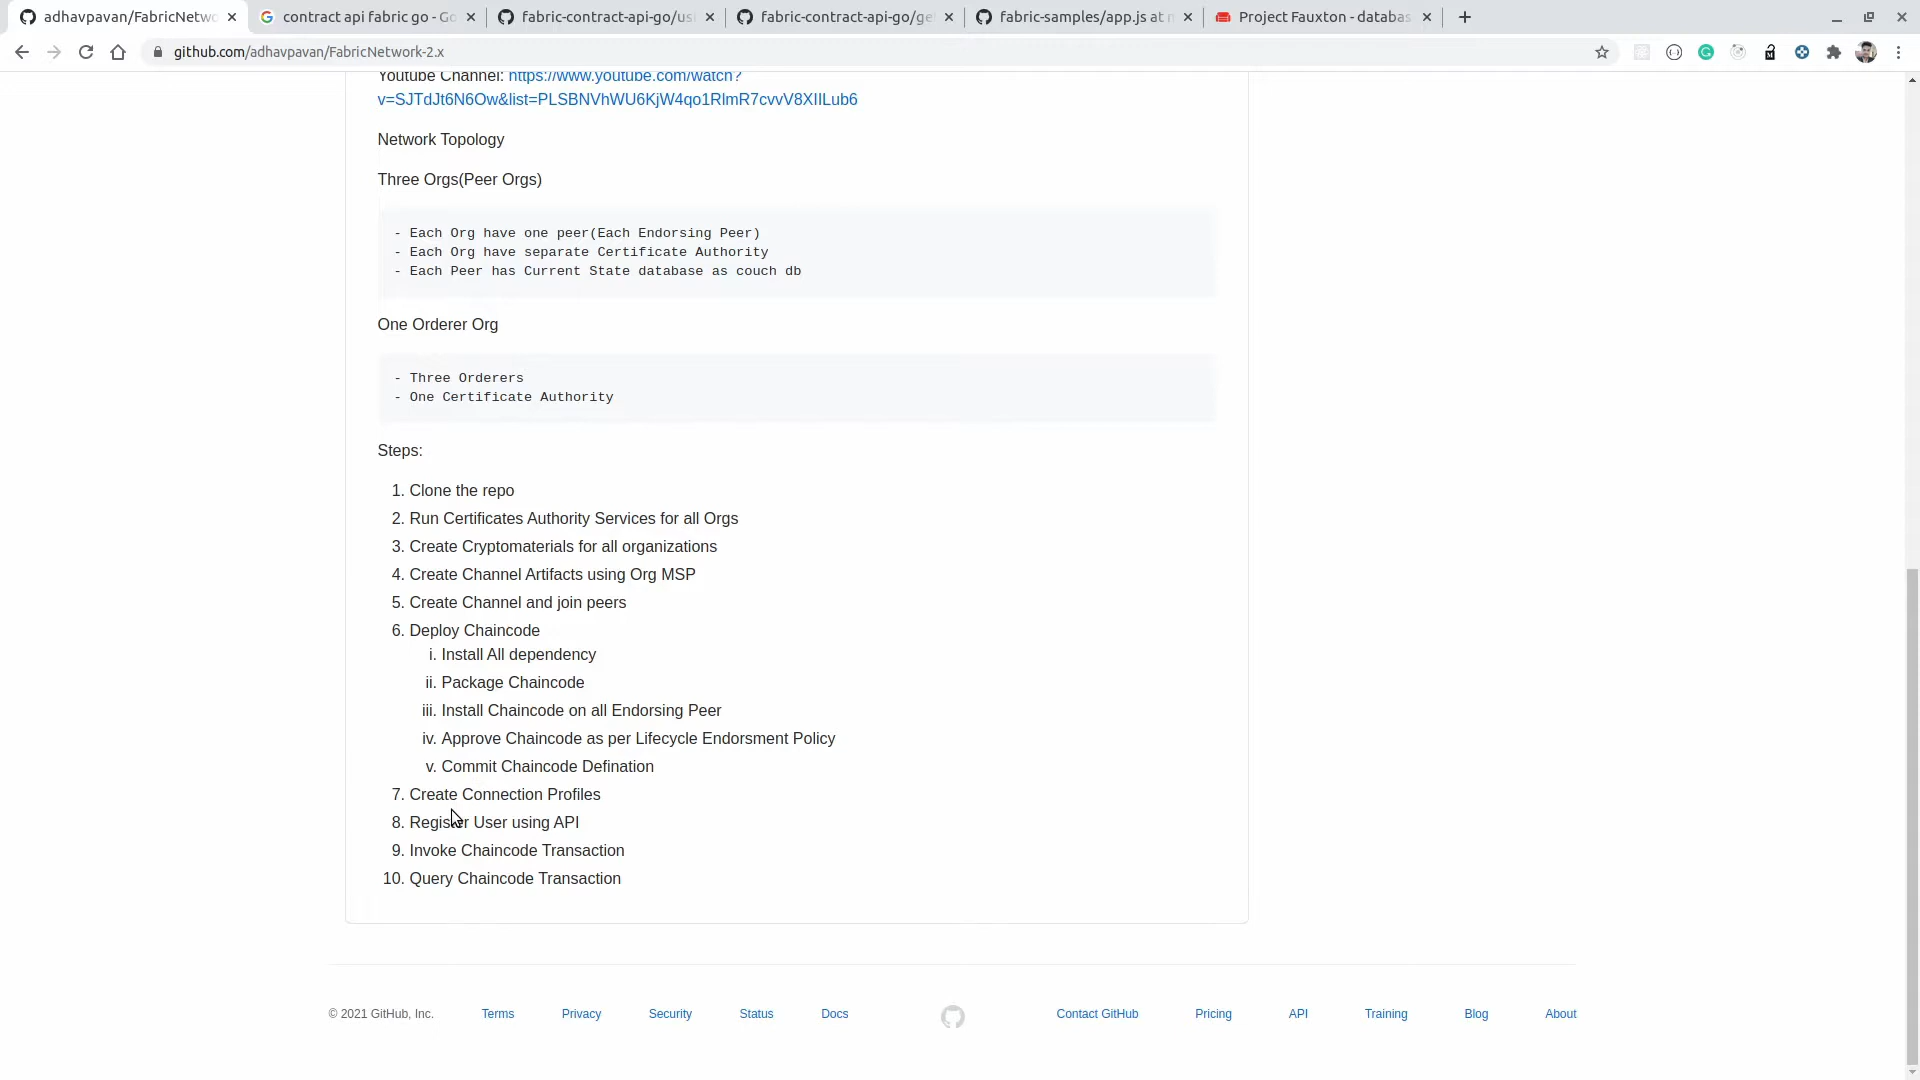 adhavpavan/FabricNetwo
contract api fabric go - Go
fabric-contract-api-go/usi
fabric-contract-api-go/ge
fabric-samples/app.js at m
Project Fauxton - databas
github.com/adhavpavan/FabricNetwork-2.x
Youtube Channel: https://www.youtube.com/watch?
v=SJTdJt6N6Ow&list=PLSBNVhWU6KjW4qo1RlmR7cvvV8XIILub6
Network Topology
Three Orgs(Peer Orgs)
- Each Org have one peer(Each Endorsing Peer)
- Each Org have separate Certificate Authority
- Each Peer has Current State database as couch db
One Orderer Org
- Three Orderers
- One Certificate Authority
Steps:
1. Clone the repo
2. Run Certificates Authority Services for all Orgs
3. Create Cryptomaterials for all organizations
4. Create Channel Artifacts using Org MSP
5. Create Channel and join peers
6. Deploy Chaincode
i. Install All dependency
ii. Package Chaincode
iii. Install Chaincode on all Endorsing Peer
iv. Approve Chaincode as per Lifecycle Endorsment Policy
v. Commit Chaincode Defination
7. Create Connection Profiles
8. Register User using API
9. Invoke Chaincode Transaction
10. Query Chaincode Transaction
© 2021 GitHub, Inc. Terms Privacy Security Status Docs Contact GitHub Pricing API Training Blog About